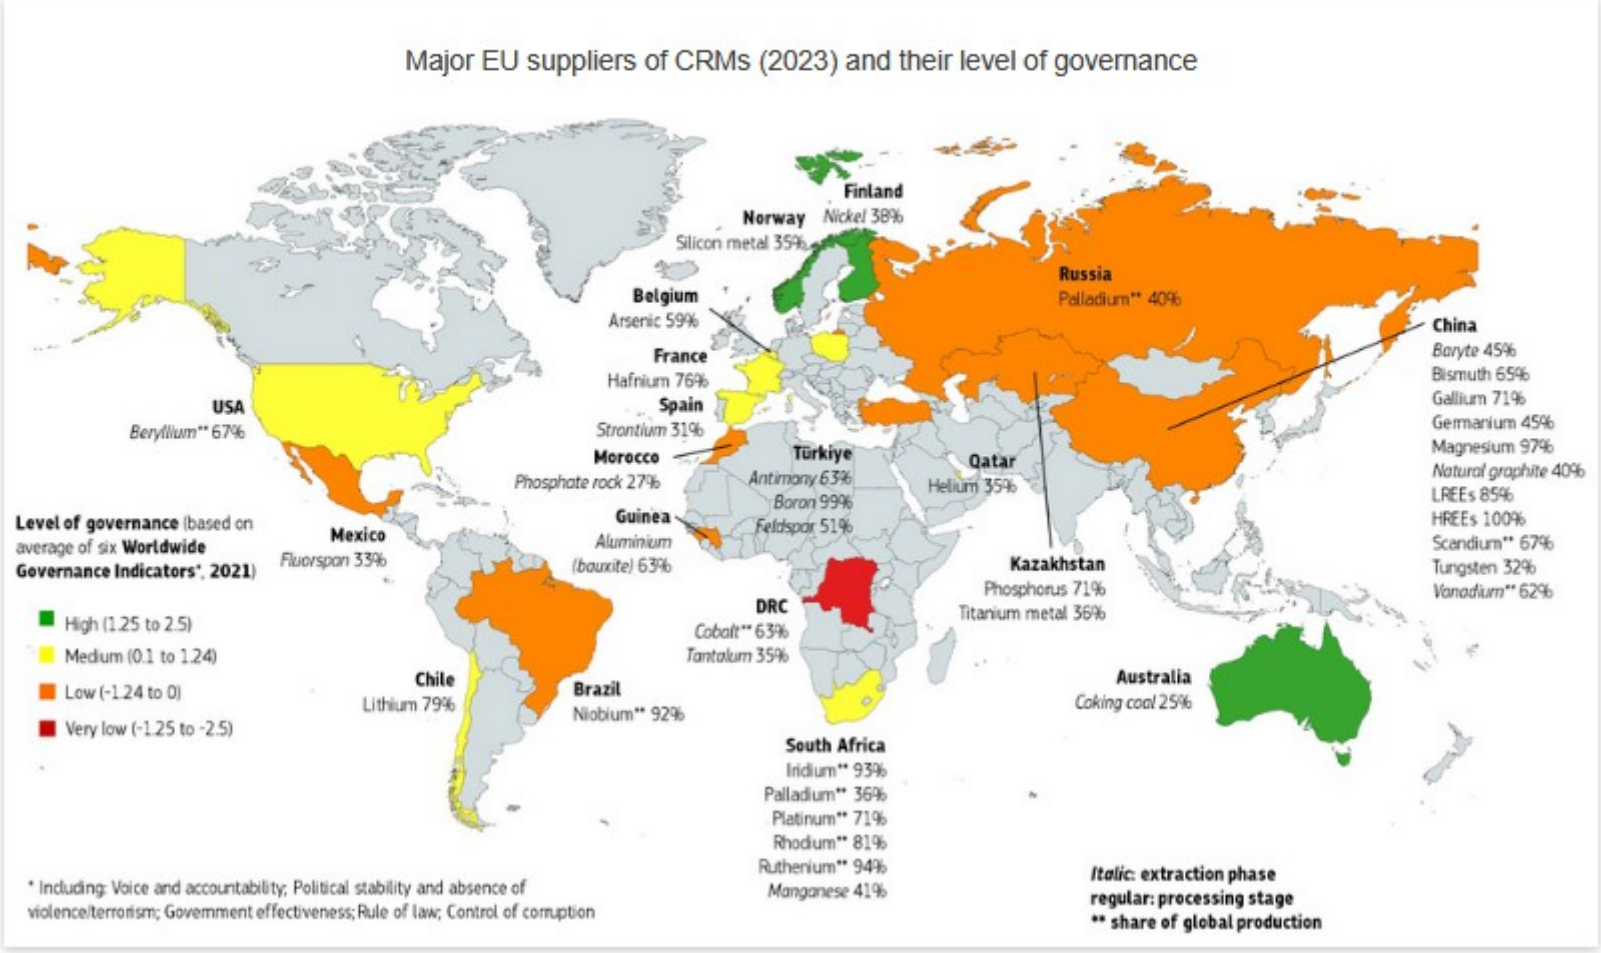 Major EU suppliers of CRMs (2023) and their level of governance
Finland
Nickel 38%
Norway
Silicon metal 35%
Russia
Palladium** 40%
Belgium
Arsenic 59%
China
Baryte 45%
Bismuth 65%
Gallium 71%
Germanium 45%
Magnesium 97%
Natural graphite 40%
LREEs 85%
HREEs 100%
Scandium** 67%
Tungsten 32%
Vanadium** 62%
France
Hafnium 76%
USA
Beryllium** 67%
Spain
Strontium 31%
Morocco
Phosphate rock 27%
Türkiye
Antimony 63%
Boron 99%
Feldspar 51%
Qatar
Helium 35%
Guinea
Aluminium
(bauxite) 63%
Mexico
Fluorspan 33%
Level of governance (based on
average of six Worldwide
Governance Indicators*, 2021)
High (1.25 to 2.5)
Medium (0.1 to 1.24)
Low (-1.24 to 0)
Very low (-1.25 to -2.5)
Kazakhstan
Phosphorus 71%
Titanium metal 36%
DRC
Cobalt** 63%
Tantalum 35%
Chile
Lithium 79%
Brazil
Niobium** 92%
Australia
Coking coal 25%
South Africa
Iridium** 93%
Palladium** 36%
Platinum** 71%
Rhodium** 81%
Ruthenium** 94%
Manganese 41%
* Including: Voice and accountability; Political stability and absence of
violence/terrorism; Government effectiveness; Rule of law; Control of corruption
Italic: extraction phase
regular: processing stage
** share of global production